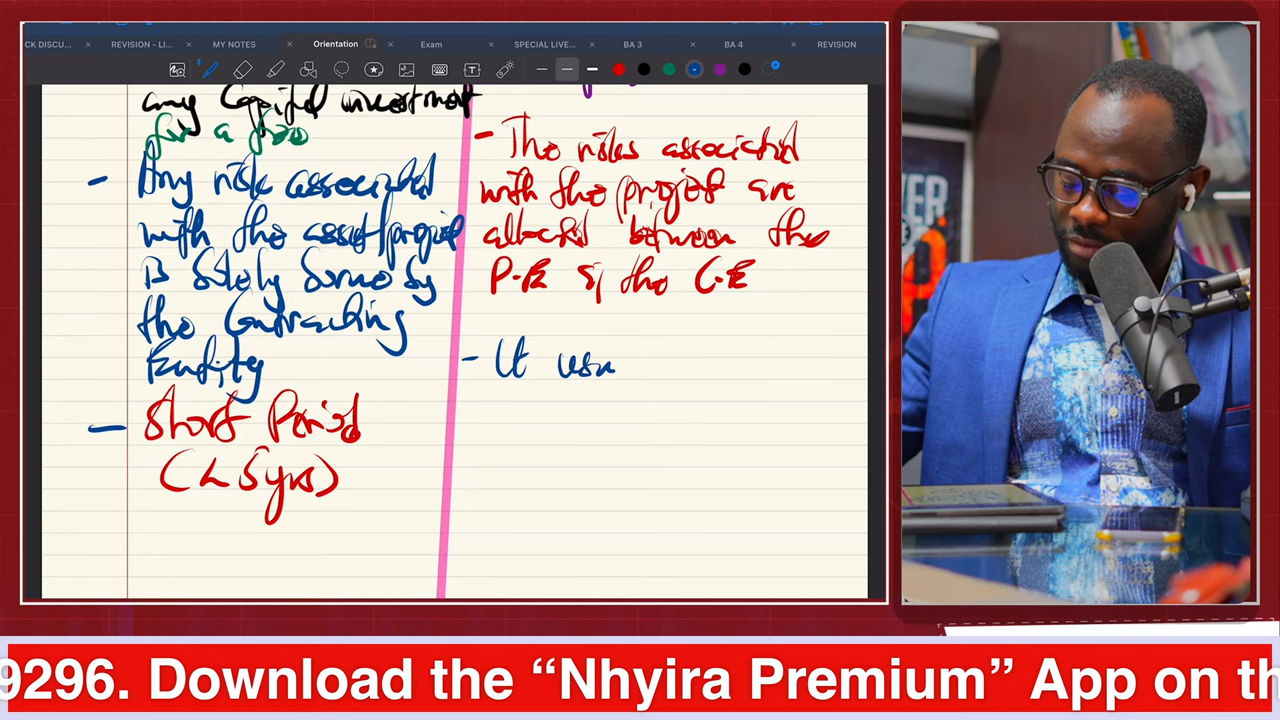 CK DISCU...
REVISION - LI...
MY NOTES
Orientation
Exam
SPECIAL LIVE...
BA 3
BA 4
REVISION
any Capital investment
for a fee
- Any risk associated
with the asset/project
is solely borne by
the Contracting
Entity
- Short Period
(< 5yrs)
- The risks associated
with the project are
allocated between the
P.E & the C.E
- It usu
9296. Download the “Nhyira Premium” App on th